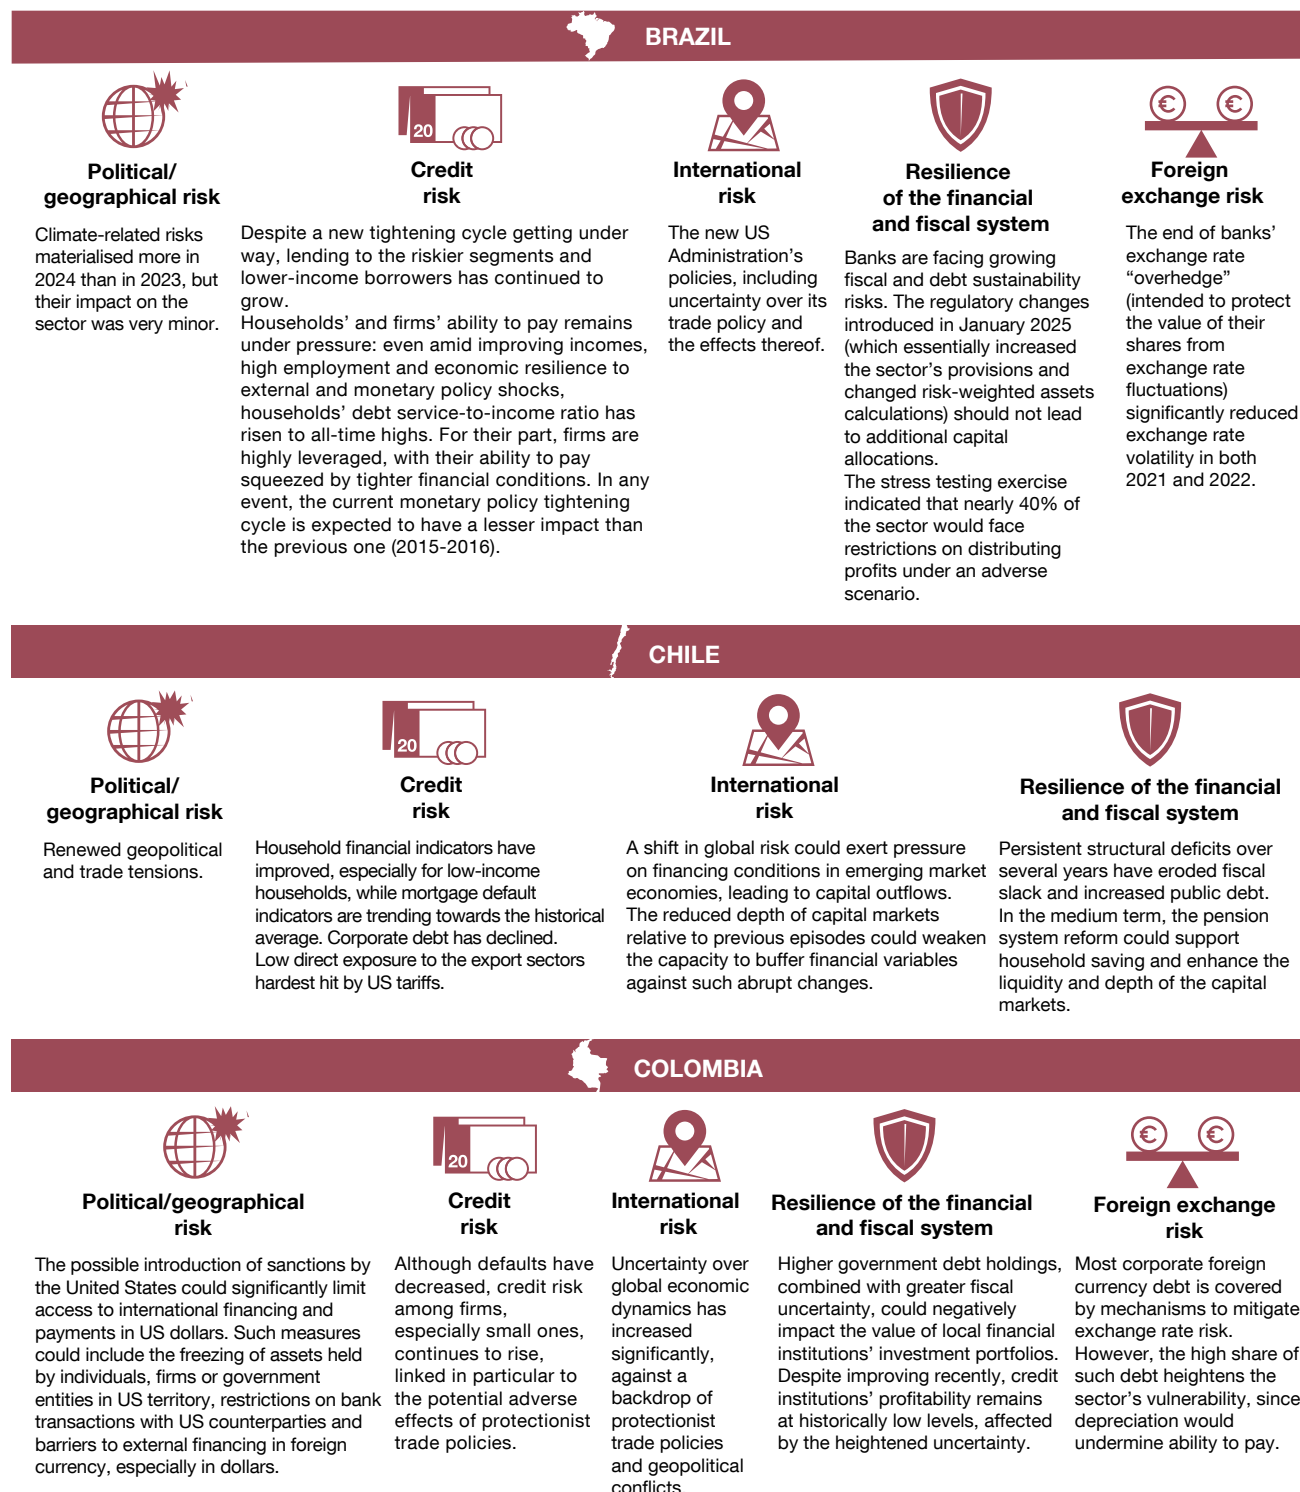 BRAZIL
20
€ €
Political/
geographical risk
Climate-related risks
materialised more in
2024 than in 2023, but
their impact on the
sector was very minor.
Credit
risk
Despite a new tightening cycle getting under
way, lending to the riskier segments and
lower-income borrowers has continued to
grow.
Households’ and firms’ ability to pay remains
under pressure: even amid improving incomes,
high employment and economic resilience to
external and monetary policy shocks,
households’ debt service-to-income ratio has
risen to all-time highs. For their part, firms are
highly leveraged, with their ability to pay
squeezed by tighter financial conditions. In any
event, the current monetary policy tightening
cycle is expected to have a lesser impact than
the previous one (2015-2016).
International
risk
The new US
Administration’s
policies, including
uncertainty over its
trade policy and
the effects thereof.
Resilience
of the financial
and fiscal system
Banks are facing growing
fiscal and debt sustainability
risks. The regulatory changes
introduced in January 2025
(which essentially increased
the sector’s provisions and
changed risk-weighted assets
calculations) should not lead
to additional capital
allocations.
The stress testing exercise
indicated that nearly 40% of
the sector would face
restrictions on distributing
profits under an adverse
scenario.
Foreign
exchange risk
The end of banks’
exchange rate
“overhedge”
(intended to protect
the value of their
shares from
exchange rate
fluctuations)
significantly reduced
exchange rate
volatility in both
2021 and 2022.
CHILE
20
Political/
geographical risk
Renewed geopolitical
and trade tensions.
Credit
risk
Household financial indicators have
improved, especially for low-income
households, while mortgage default
indicators are trending towards the historical
average. Corporate debt has declined.
Low direct exposure to the export sectors
hardest hit by US tariffs.
International
risk
A shift in global risk could exert pressure
on financing conditions in emerging market
economies, leading to capital outflows.
The reduced depth of capital markets
relative to previous episodes could weaken
the capacity to buffer financial variables
against such abrupt changes.
Resilience of the financial
and fiscal system
Persistent structural deficits over
several years have eroded fiscal
slack and increased public debt.
In the medium term, the pension
system reform could support
household saving and enhance the
liquidity and depth of the capital
markets.
COLOMBIA
20
€ €
Political/geographical
risk
The possible introduction of sanctions by
the United States could significantly limit
access to international financing and
payments in US dollars. Such measures
could include the freezing of assets held
by individuals, firms or government
entities in US territory, restrictions on bank
transactions with US counterparties and
barriers to external financing in foreign
currency, especially in dollars.
Credit
risk
Although defaults have
decreased, credit risk
among firms,
especially small ones,
continues to rise,
linked in particular to
the potential adverse
effects of protectionist
trade policies.
International
risk
Uncertainty over
global economic
dynamics has
increased
significantly,
against a
backdrop of
protectionist
trade policies
and geopolitical
conflicts
Resilience of the financial
and fiscal system
Higher government debt holdings,
combined with greater fiscal
uncertainty, could negatively
impact the value of local financial
institutions’ investment portfolios.
Despite improving recently, credit
institutions’ profitability remains
at historically low levels, affected
by the heightened uncertainty.
Foreign exchange
risk
Most corporate foreign
currency debt is covered
by mechanisms to mitigate
exchange rate risk.
However, the high share of
such debt heightens the
sector’s vulnerability, since
depreciation would
undermine ability to pay.